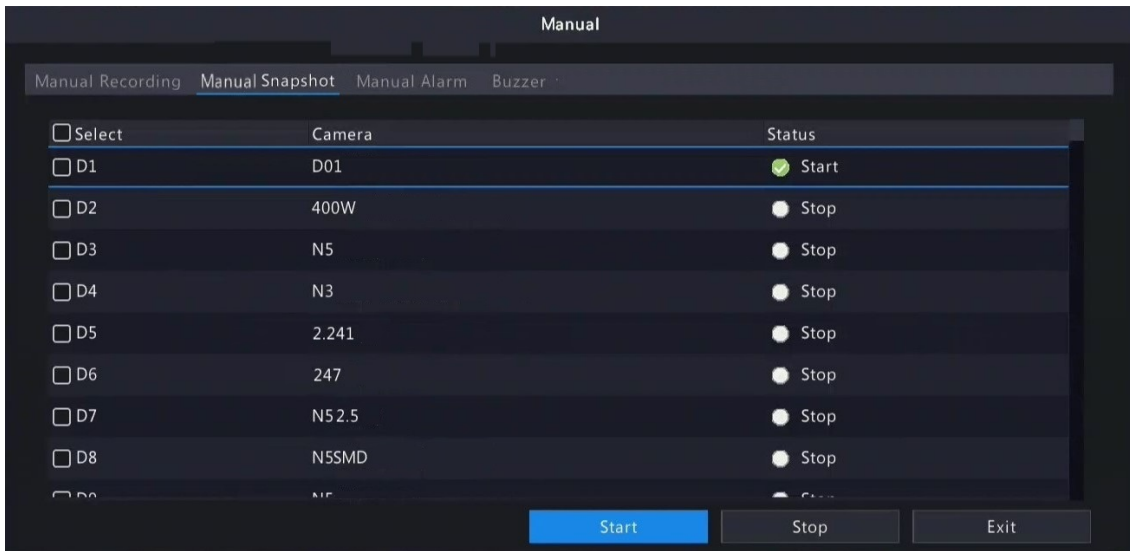 Manual
Manual Recording Manual Snapshot Manual Alarm Buzzer
Select Camera Status
D1 D01 Start
D2 400W Stop
D3 N5 Stop
D4 N3 Stop
D5 2.241 Stop
D6 247 Stop
D7 N52.5 Stop
D8 N5SMD Stop
Start Stop Exit